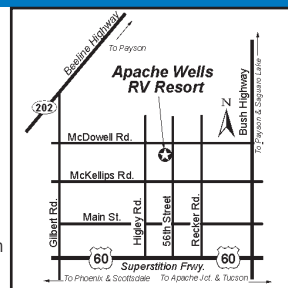 Beeline Highway
To Payson
Apache Wells
RV Resort
202
N
Bush Highway
To Payson & Saguaro Lake
McDowell Rd.
McKellips Rd.
Gilbert Rd.
Main St.
Higley Rd.
56th Street
Recker Rd.
60
60
Superstition Frwy.
To Phoenix & Scottsdale
To Apache Jct. & Tucson